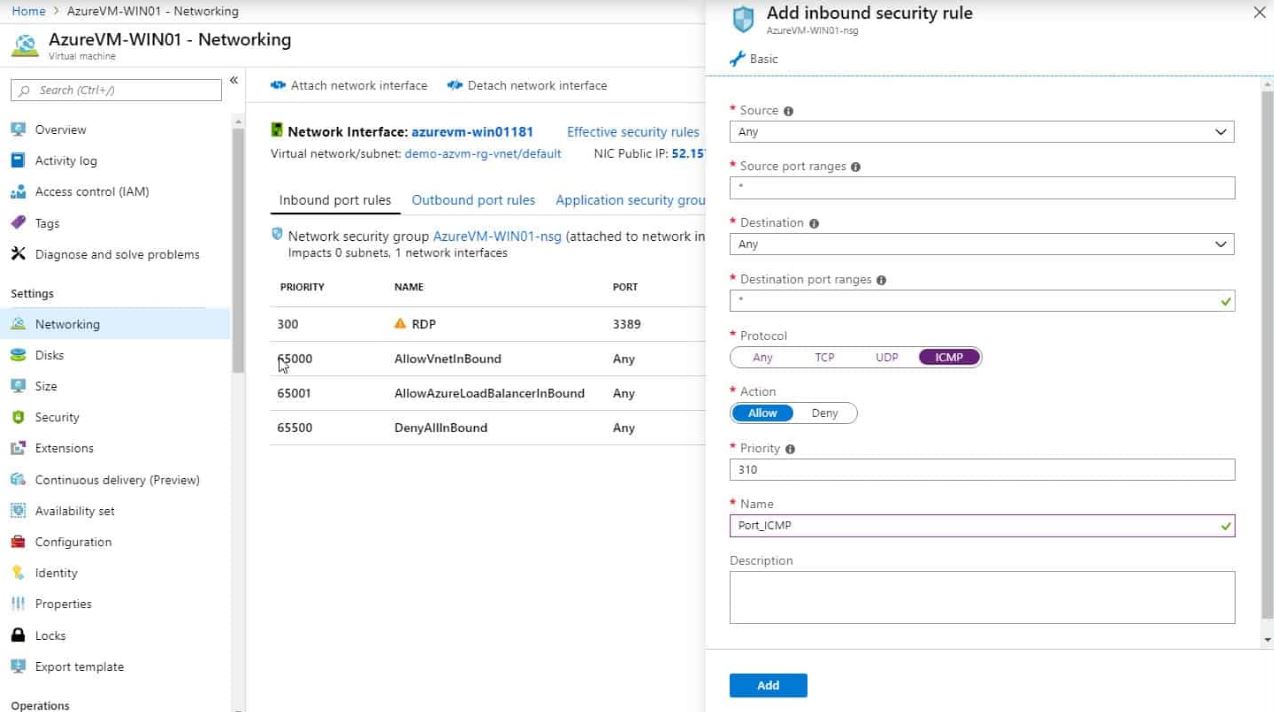 Home > AzureVM-WIN01 - Networking
AzureVM-WIN01 - Networking
Virtual machine
Search (Ctrl+/)
«
Overview
Activity log
Access control (IAM)
Tags
Diagnose and solve problems
Settings
Networking
Disks
Size
Security
Extensions
Continuous delivery (Preview)
Availability set
Configuration
Identity
Properties
Locks
Export template
Operations
Attach network interface Detach network interface
Network Interface: azurevm-win01181 Effective security rules
Virtual network/subnet: demo-azvm-rg-vnet/default NIC Public IP: 52.15
Inbound port rules Outbound port rules Application security grou
Network security group AzureVM-WIN01-nsg (attached to network in
Impacts 0 subnets, 1 network interfaces
PRIORITY NAME PORT
300 RDP 3389
65000 AllowVnetInBound Any
65001 AllowAzureLoadBalancerInBound Any
65500 DenyAllInBound Any
Add inbound security rule
AzureVM-WIN01-nsg
Basic
* Source
Any
* Source port ranges
*
* Destination
Any
* Destination port ranges
*
* Protocol
Any TCP UDP ICMP
* Action
Allow Deny
* Priority
310
* Name
Port_ICMP
Description
Add